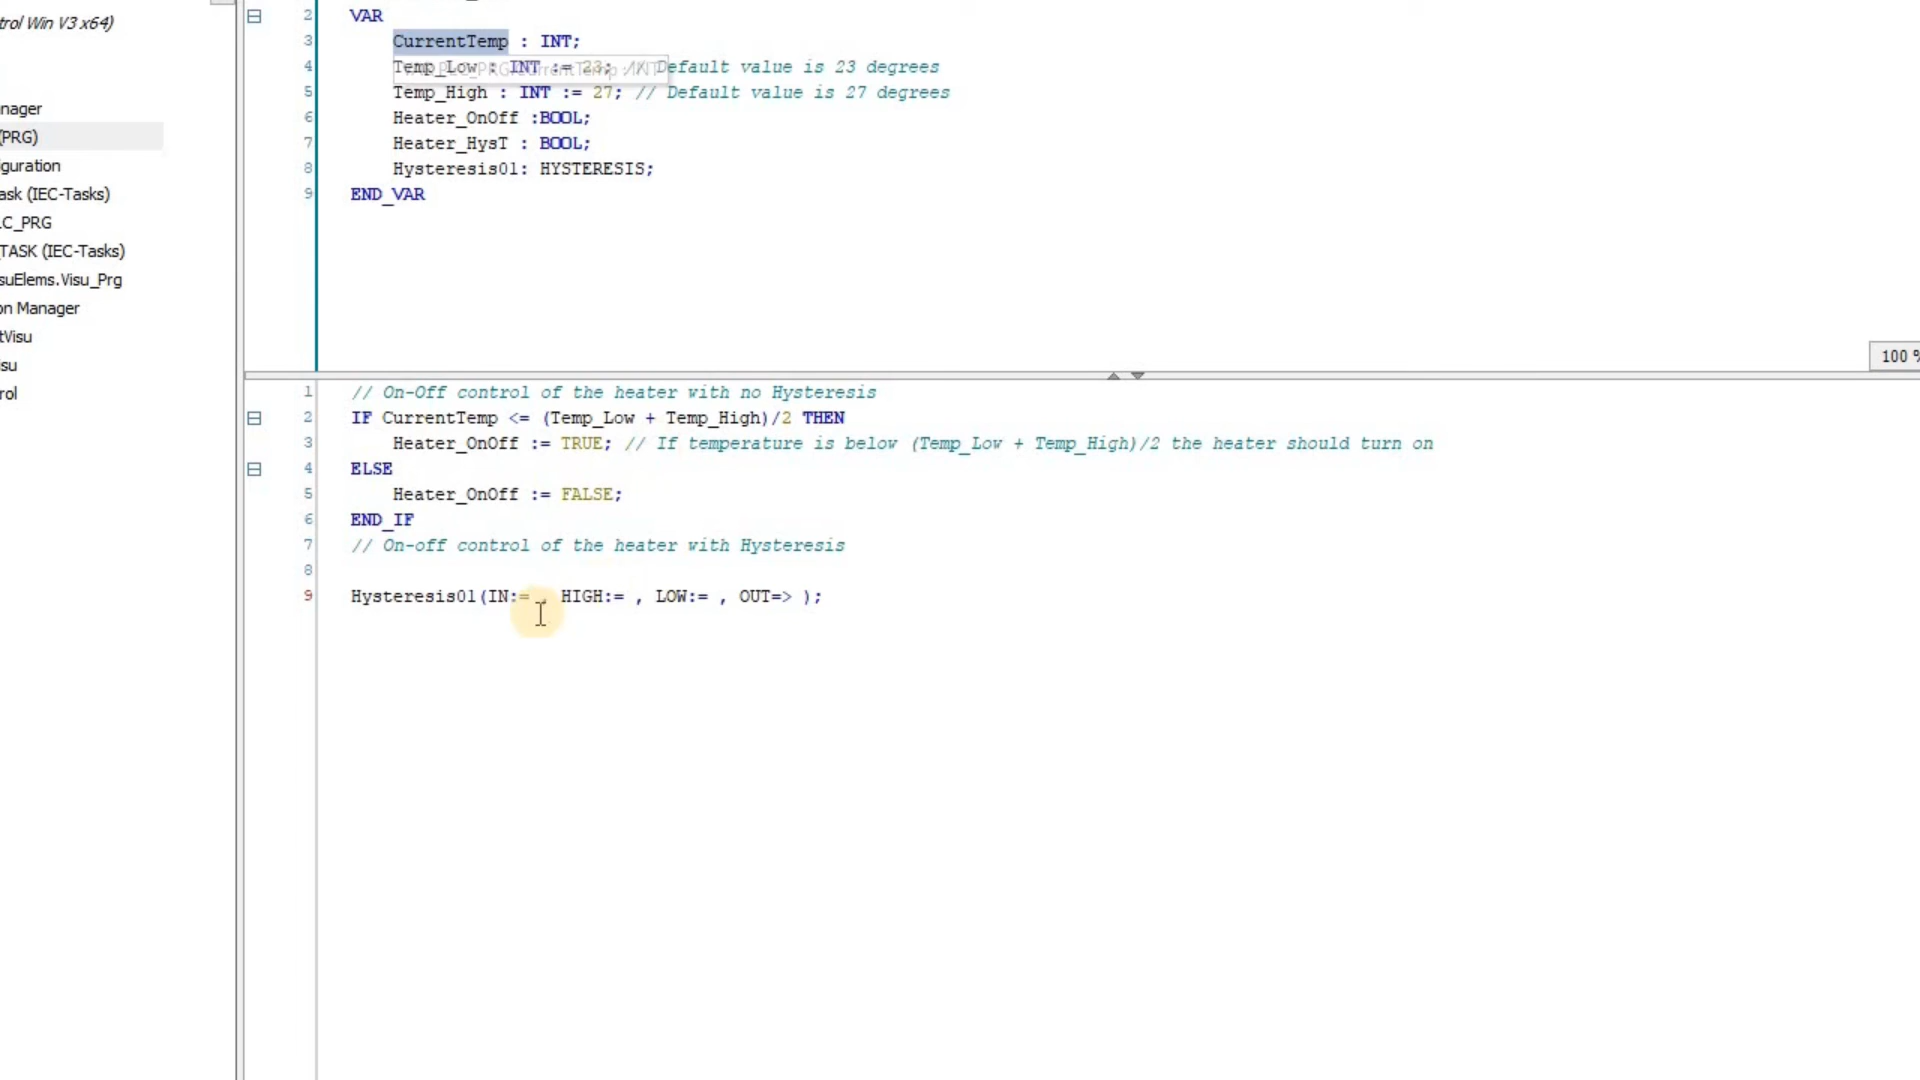 trol Win V3 x64)
nager
(PRG)
iguration
ask (IEC-Tasks)
LC_PRG
TASK (IEC-Tasks)
suElems.Visu_Prg
on Manager
tVisu
isu
rol
2 VAR
3 CurrentTemp : INT;
4 Temp_Low : INT := 23; // Default value is 23 degrees
5 Temp_High : INT := 27; // Default value is 27 degrees
6 Heater_OnOff :BOOL;
7 Heater_HysT : BOOL;
8 Hysteresis01: HYSTERESIS;
9 END_VAR
100 %
1 // On-Off control of the heater with no Hysteresis
2 IF CurrentTemp <= (Temp_Low + Temp_High)/2 THEN
3 Heater_OnOff := TRUE; // If temperature is below (Temp_Low + Temp_High)/2 the heater should turn on
4 ELSE
5 Heater_OnOff := FALSE;
6 END_IF
7 // On-off control of the heater with Hysteresis
8
9 Hysteresis01(IN:= , HIGH:= , LOW:= , OUT=> );